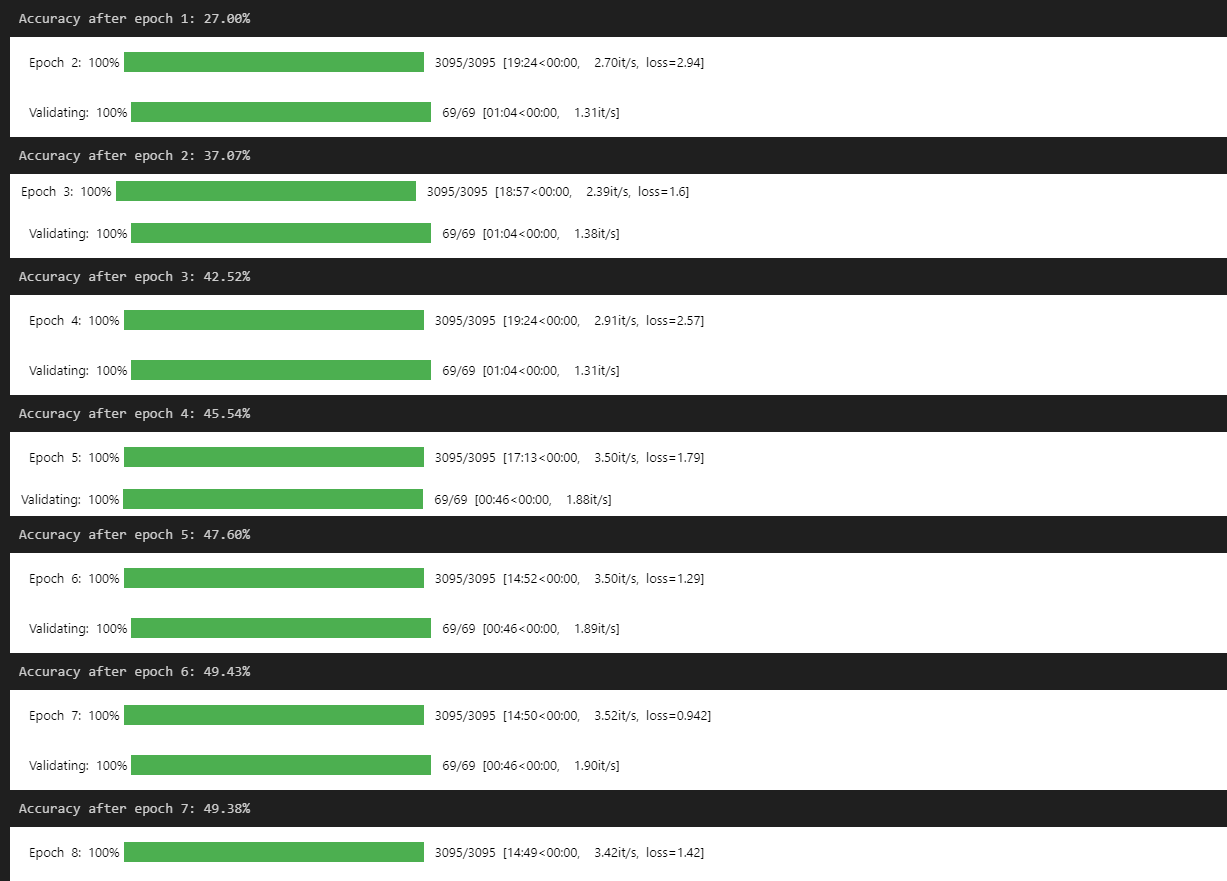 Accuracy after epoch 1: 27.00%
Epoch 2: 100% 3095/3095 [19:24<00:00, 2.70it/s, loss=2.94]
Validating: 100% 69/69 [01:04<00:00, 1.31it/s]
Accuracy after epoch 2: 37.07%
Epoch 3: 100% 3095/3095 [18:57<00:00, 2.39it/s, loss=1.6]
Validating: 100% 69/69 [01:04<00:00, 1.38it/s]
Accuracy after epoch 3: 42.52%
Epoch 4: 100% 3095/3095 [19:24<00:00, 2.91it/s, loss=2.57]
Validating: 100% 69/69 [01:04<00:00, 1.31it/s]
Accuracy after epoch 4: 45.54%
Epoch 5: 100% 3095/3095 [17:13<00:00, 3.50it/s, loss=1.79]
Validating: 100% 69/69 [00:46<00:00, 1.88it/s]
Accuracy after epoch 5: 47.60%
Epoch 6: 100% 3095/3095 [14:52<00:00, 3.50it/s, loss=1.29]
Validating: 100% 69/69 [00:46<00:00, 1.89it/s]
Accuracy after epoch 6: 49.43%
Epoch 7: 100% 3095/3095 [14:50<00:00, 3.52it/s, loss=0.942]
Validating: 100% 69/69 [00:46<00:00, 1.90it/s]
Accuracy after epoch 7: 49.38%
Epoch 8: 100% 3095/3095 [14:49<00:00, 3.42it/s, loss=1.42]